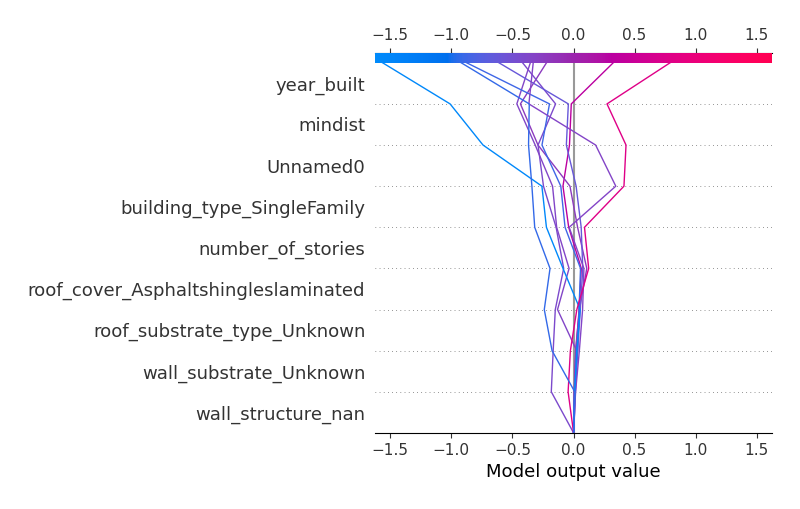 −1.5 −1.0 −0.5 0.0 0.5 1.0 1.5
year_built
mindist
Unnamed0
building_type_SingleFamily
number_of_stories
roof_cover_Asphaltshingleslaminated
roof_substrate_type_Unknown
wall_substrate_Unknown
wall_structure_nan
−1.5 −1.0 −0.5 0.0 0.5 1.0 1.5
Model output value